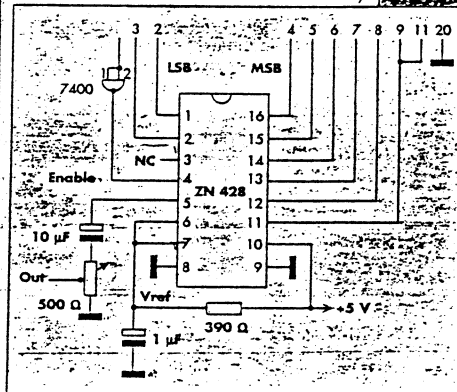 3 2 4 5 6 7 8 9 11 20
LSB MSB
1 2
7400
1 16
2 15
NC 3 14
ZN 428
Enable 4 13
5 12
10 µF 6 11
7 10
Out 8 9
500 Ω Vref +5 V
390 Ω
1 µF